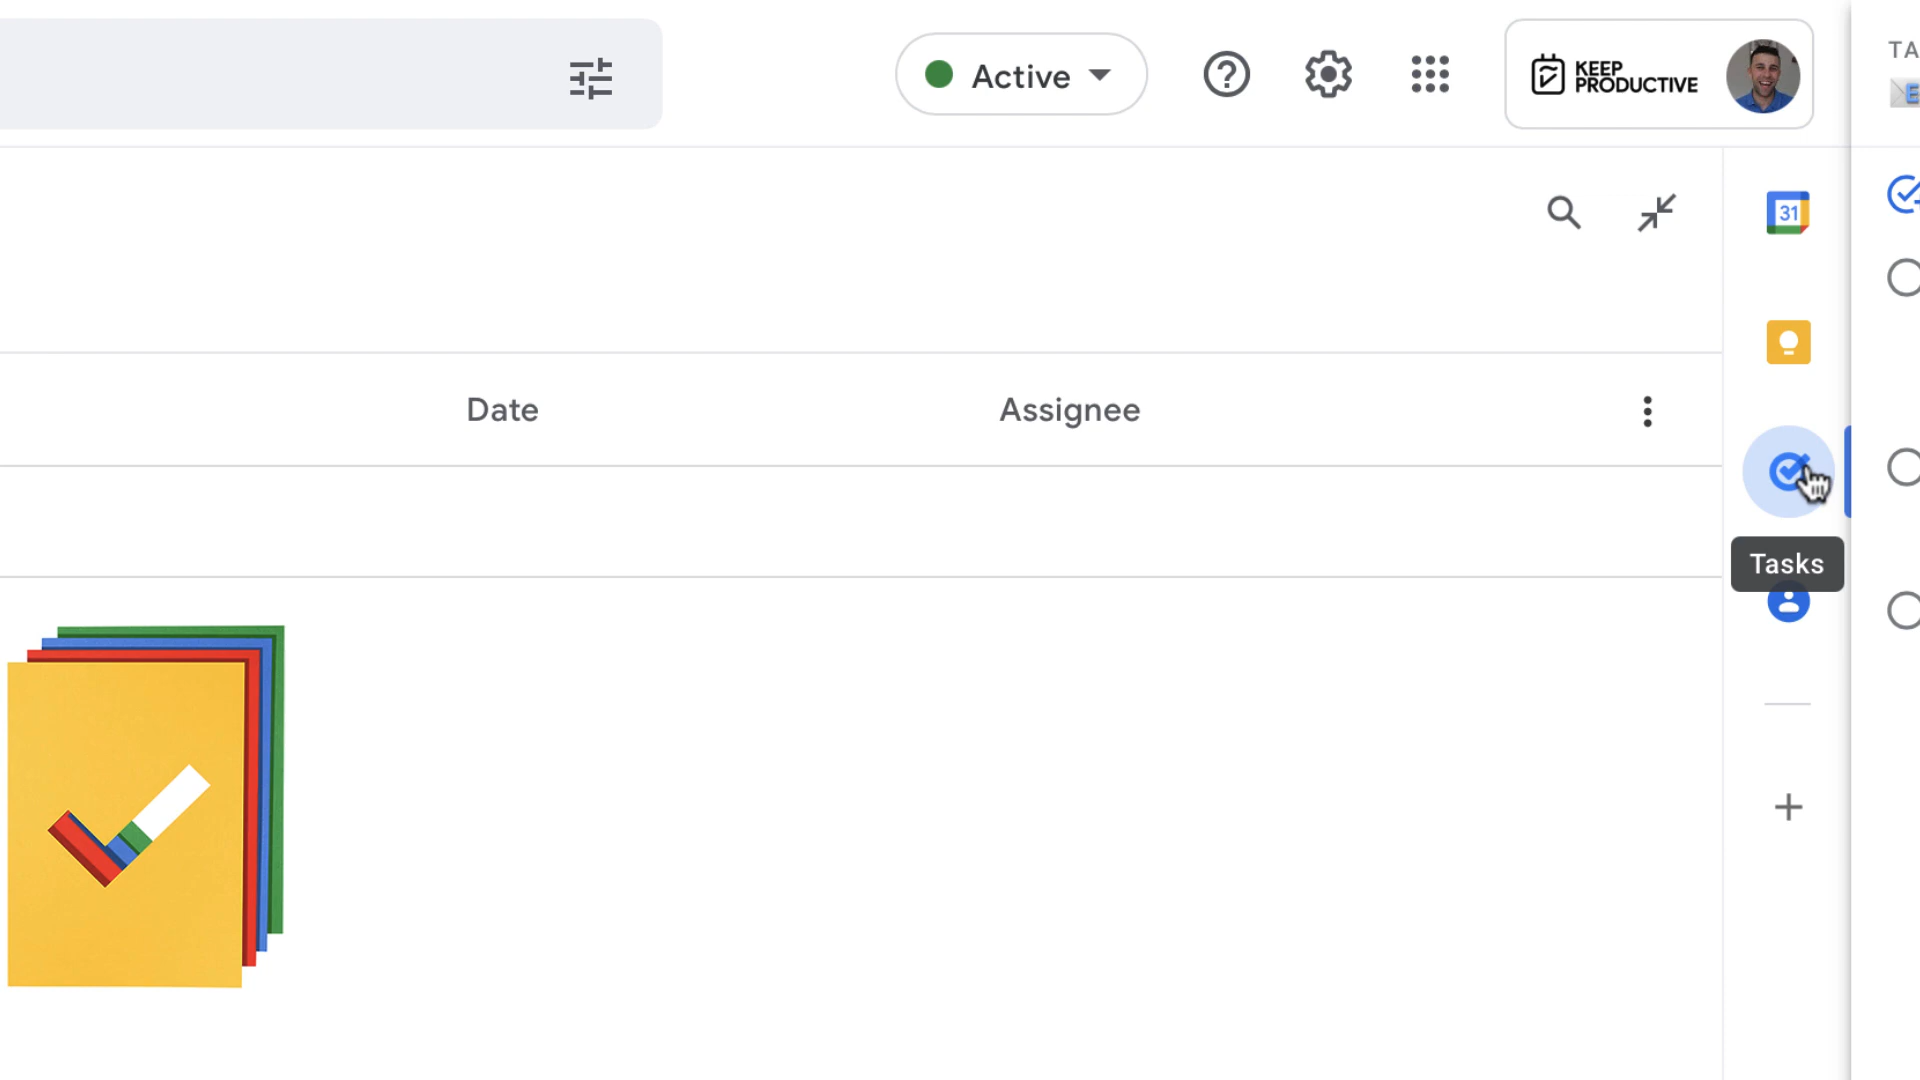 Active
KEEP
PRODUCTIVE
TA
E
31
Date
Assignee
Tasks